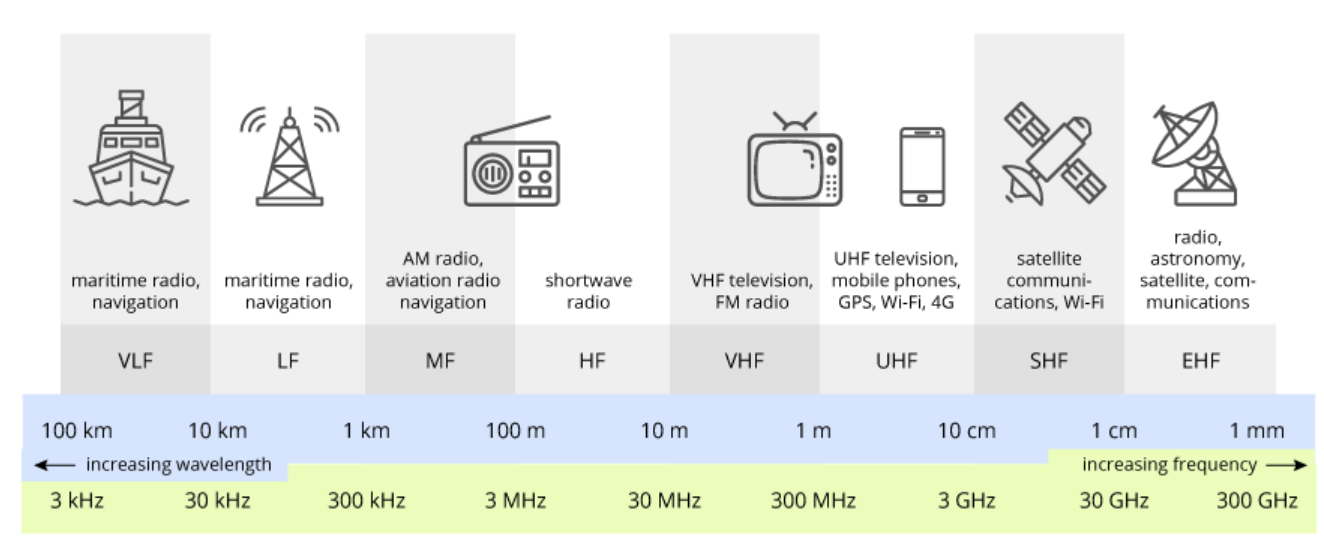 maritime radio,
navigation
maritime radio,
navigation
AM radio,
aviation radio
navigation
shortwave
radio
VHF television,
FM radio
UHF television,
mobile phones,
GPS, Wi-Fi, 4G
satellite
communi-
cations, Wi-Fi
radio,
astronomy,
satellite, com-
munications
VLF LF MF HF VHF UHF SHF EHF
100 km 10 km 1 km 100 m 10 m 1 m 10 cm 1 cm 1 mm
increasing wavelength increasing frequency
3 kHz 30 kHz 300 kHz 3 MHz 30 MHz 300 MHz 3 GHz 30 GHz 300 GHz